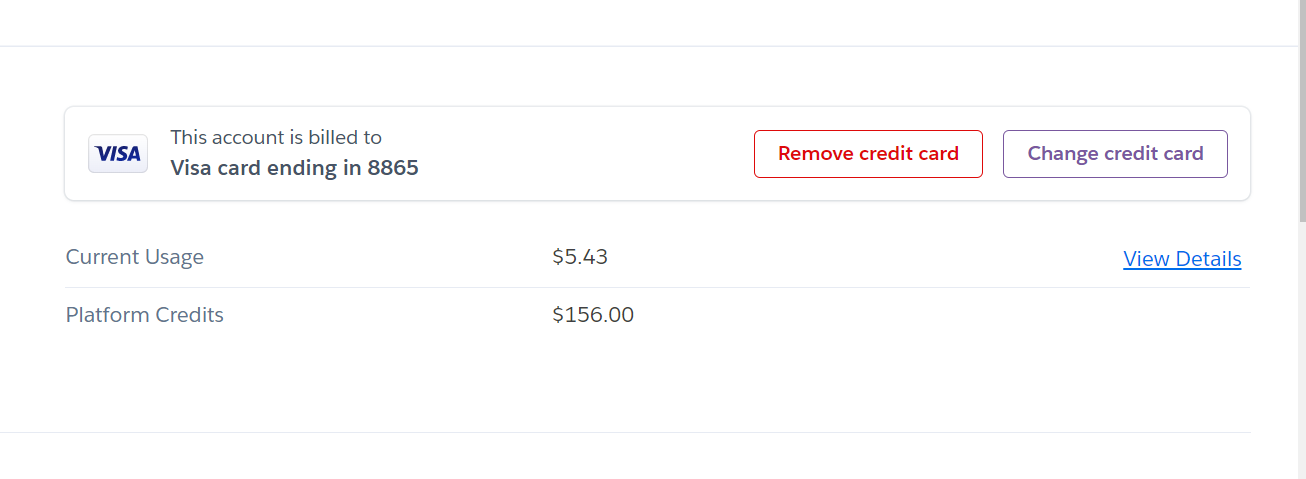 VISA
This account is billed to
Visa card ending in 8865
Remove credit card
Change credit card
Current Usage $5.43 View Details
Platform Credits $156.00